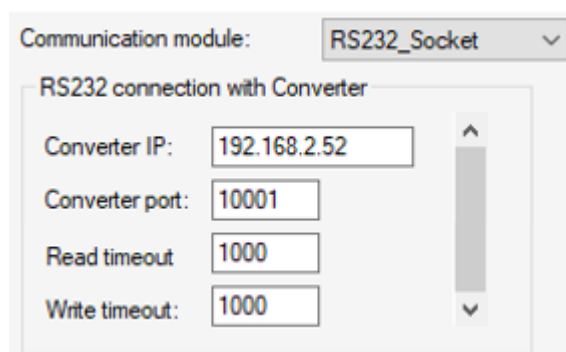 Communication module: RS232_Socket
RS232 connection with Converter
Converter IP: 192.168.2.52
Converter port: 10001
Read timeout 1000
Write timeout: 1000